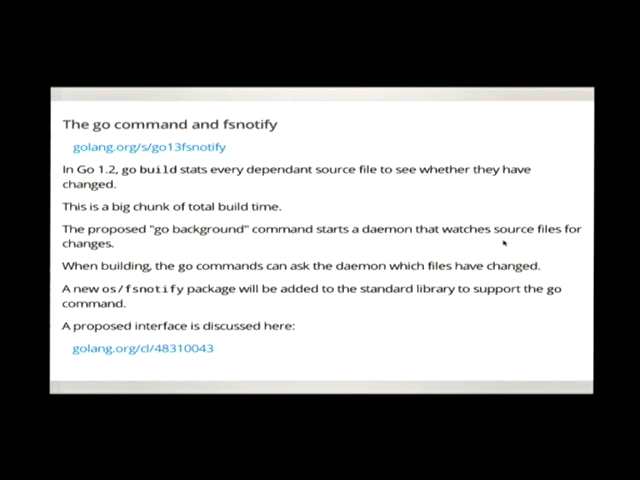 The go command and fsnotify
golang.org/s/go13fsnotify
In Go 1.2, go build stats every dependant source file to see whether they have
changed.
This is a big chunk of total build time.
The proposed "go background" command starts a daemon that watches source files for
changes.
When building, the go commands can ask the daemon which files have changed.
A new os/fsnotify package will be added to the standard library to support the go
command.
A proposed interface is discussed here:
golang.org/cl/48310043